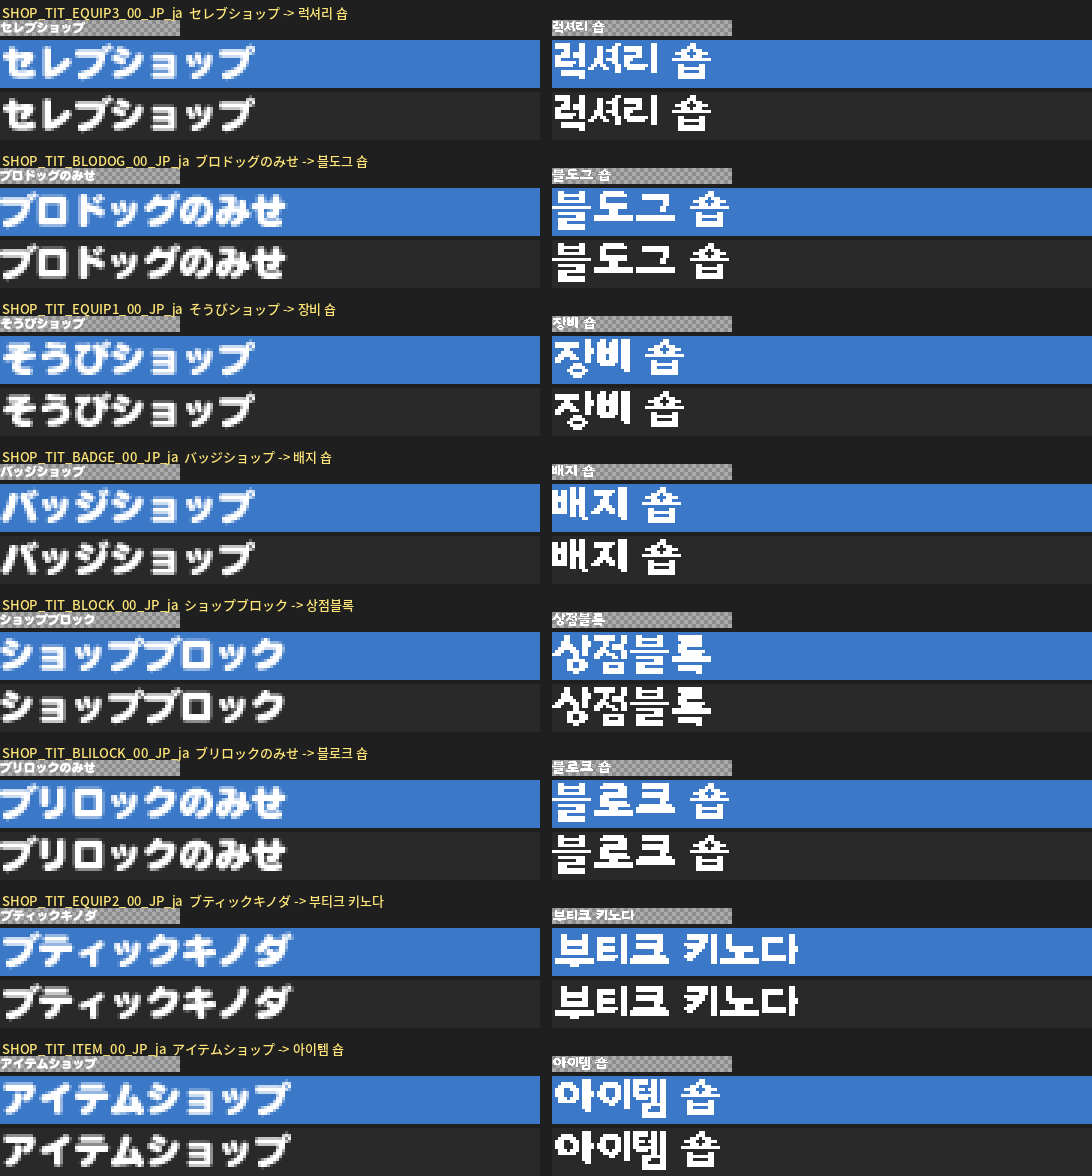 SHOP_TIT_EQUIP3_00_JP_ja セレブショップ -> 럭셔리 숍
セレブショップ 럭셔리 숍
セレブショップ 럭셔리 숍
セレブショップ 럭셔리 숍
SHOP_TIT_BLODOG_00_JP_ja ブロドッグのみせ -> 블도그 숍
ブロドッグのみせ 블도그 숍
ブロドッグのみせ 블도그 숍
ブロドッグのみせ 블도그 숍
SHOP_TIT_EQUIP1_00_JP_ja そうびショップ -> 장비 숍
そうびショップ 장비 숍
そうびショップ 장비 숍
そうびショップ 장비 숍
SHOP_TIT_BADGE_00_JP_ja バッジショップ -> 배지 숍
バッジショップ 배지 숍
バッジショップ 배지 숍
バッジショップ 배지 숍
SHOP_TIT_BLOCK_00_JP_ja ショップブロック -> 상점블록
ショップブロック 상점블록
ショップブロック 상점블록
ショップブロック 상점블록
SHOP_TIT_BLILOCK_00_JP_ja ブリロックのみせ -> 블로크 숍
ブリロックのみせ 블로크 숍
ブリロックのみせ 블로크 숍
ブリロックのみせ 블로크 숍
SHOP_TIT_EQUIP2_00_JP_ja ブティックキノダ -> 부티크 키노다
ブティックキノダ 부티크 키노다
ブティックキノダ 부티크 키노다
ブティックキノダ 부티크 키노다
SHOP_TIT_ITEM_00_JP_ja アイテムショップ -> 아이템 숍
アイテムショップ 아이템 숍
アイテムショップ 아이템 숍
アイテムショップ 아이템 숍